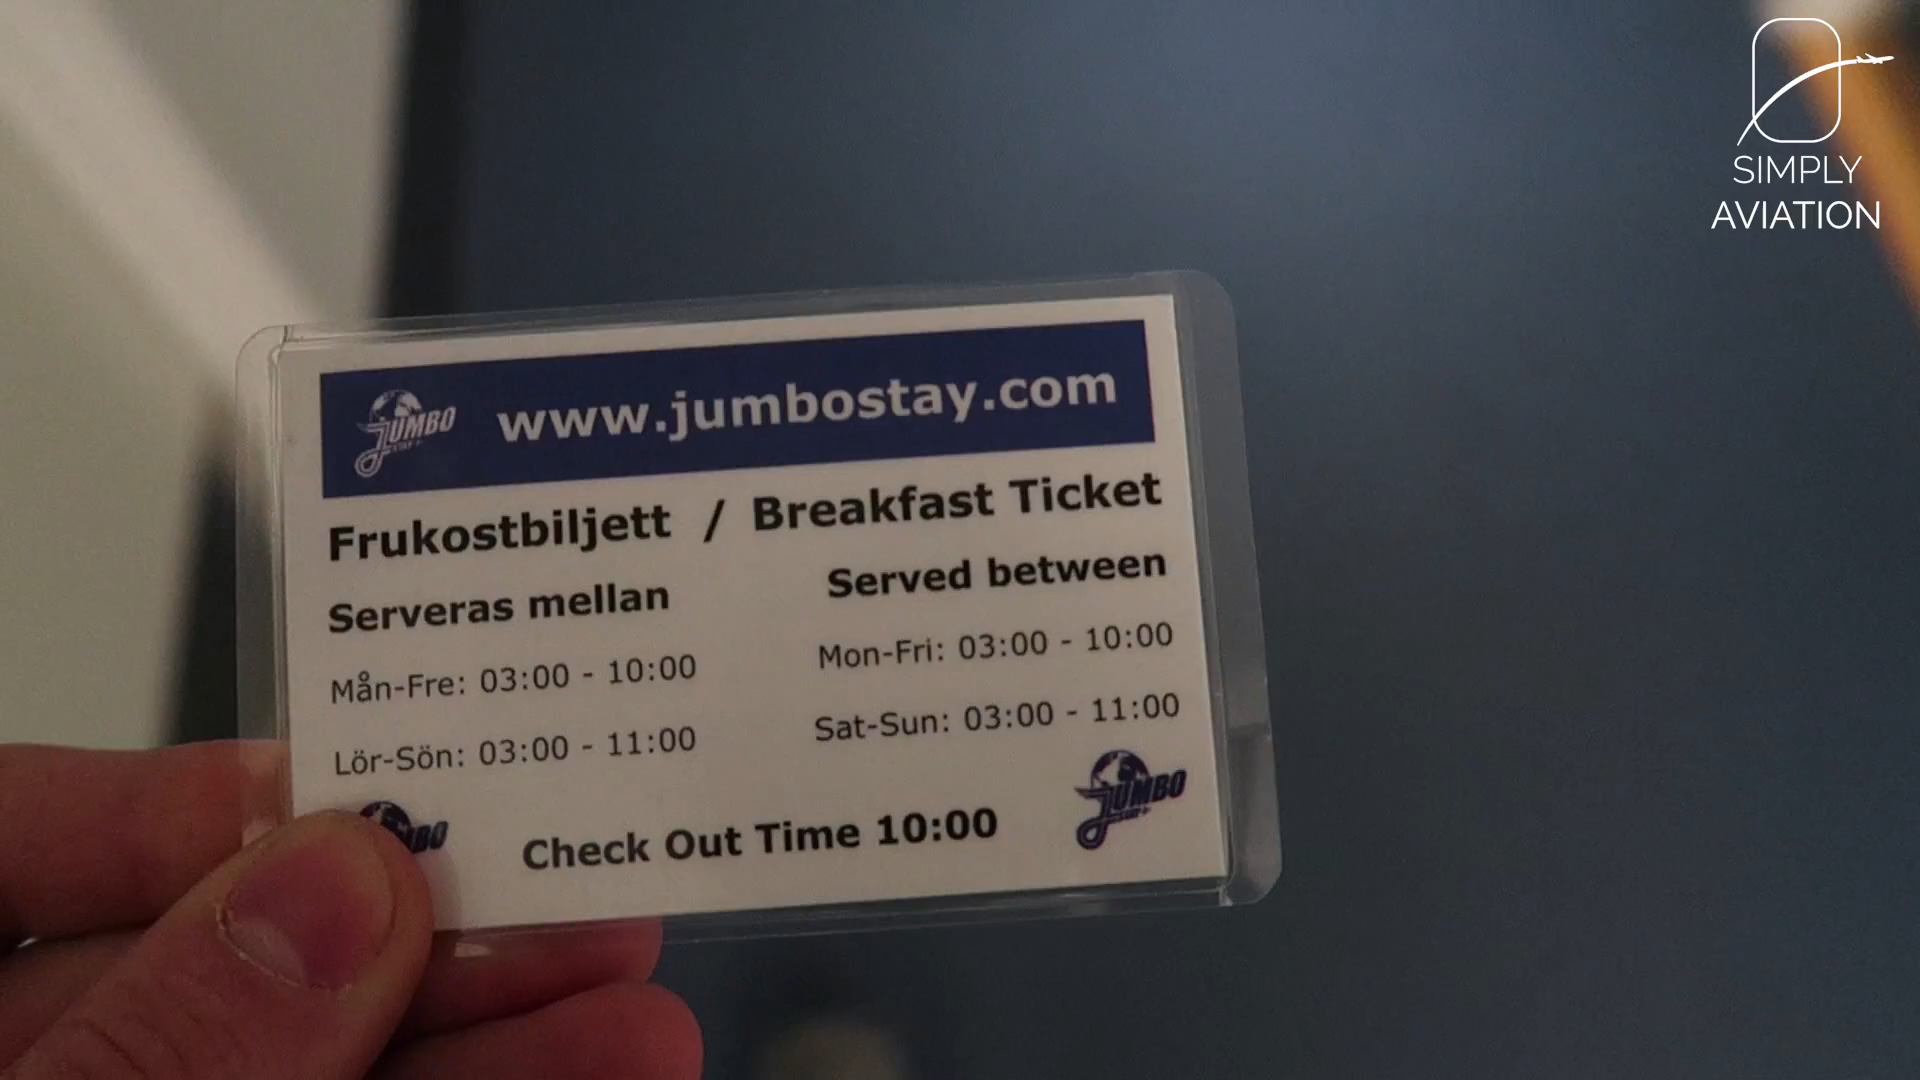 SIMPLY
AVIATION
JUMBO
www.jumbostay.com
Frukostbiljett / Breakfast Ticket
Serveras mellan
Served between
Mån-Fre: 03:00 - 10:00
Mon-Fri: 03:00 - 10:00
Lör-Sön: 03:00 - 11:00
Sat-Sun: 03:00 - 11:00
Check Out Time 10:00
JUMBO